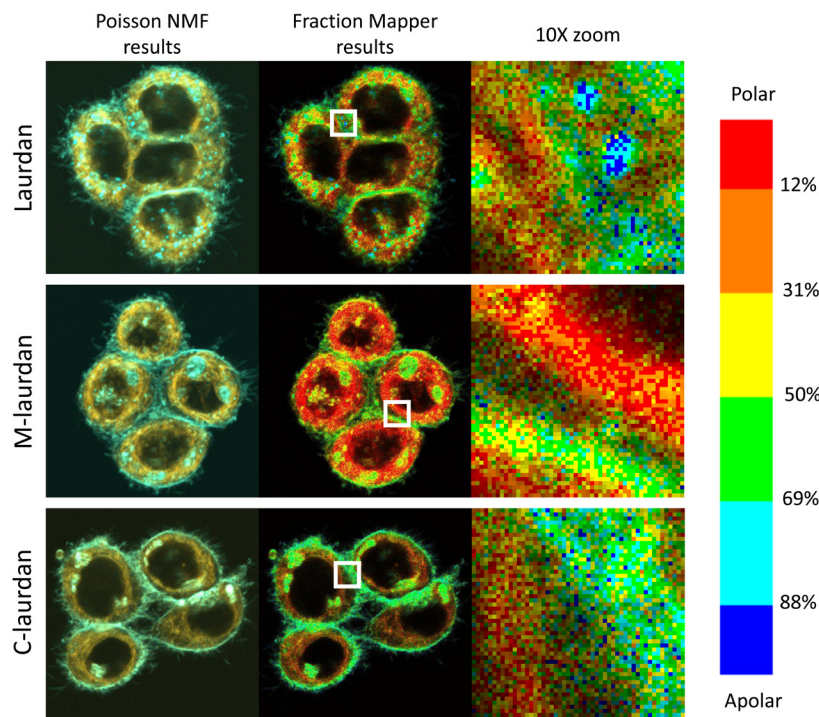 Poisson NMF
results
Fraction Mapper
results
10X zoom
Laurdan
M-laurdan
C-laurdan
Polar
12%
31%
50%
69%
88%
Apolar